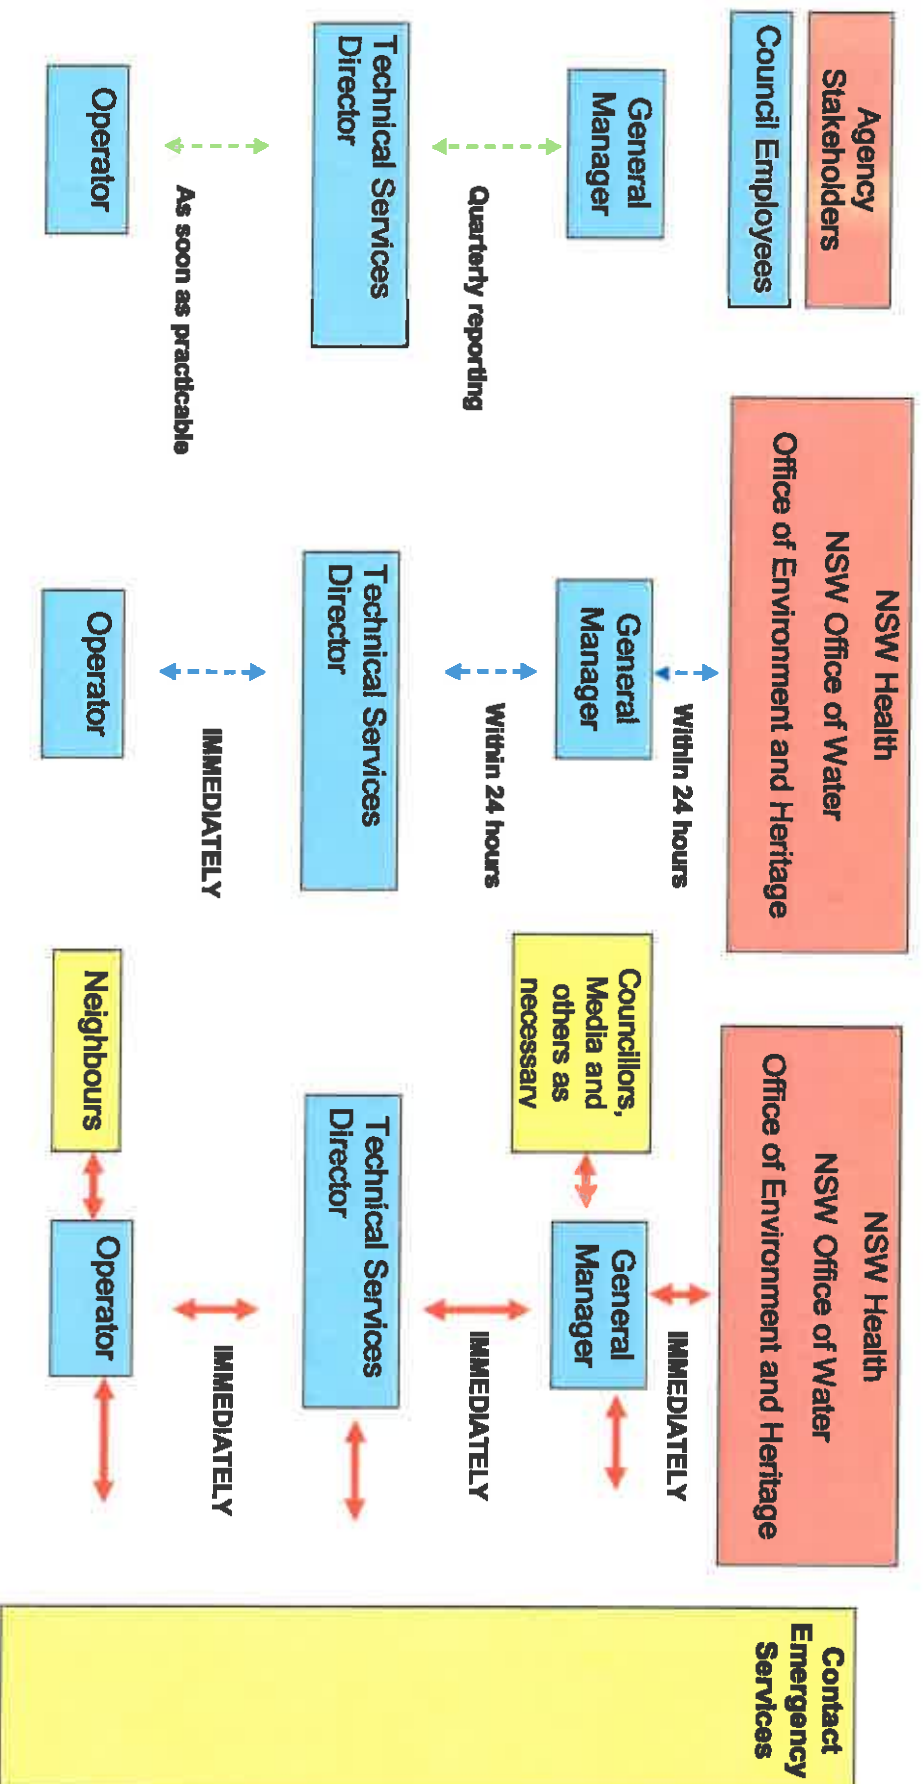 Agency
Stakeholders
Council Employees
General
Manager
Quarterly reporting
Technical Services
Director
As soon as practicable
Operator
NSW Health
NSW Office of Water
Office of Environment and Heritage
Within 24 hours
General
Manager
Within 24 hours
Technical Services
Director
IMMEDIATELY
Operator
NSW Health
NSW Office of Water
Office of Environment and Heritage
IMMEDIATELY
Councillors,
Media and
others as
necessary
General
Manager
IMMEDIATELY
Technical Services
Director
IMMEDIATELY
Neighbours
Operator
Contact
Emergency
Services